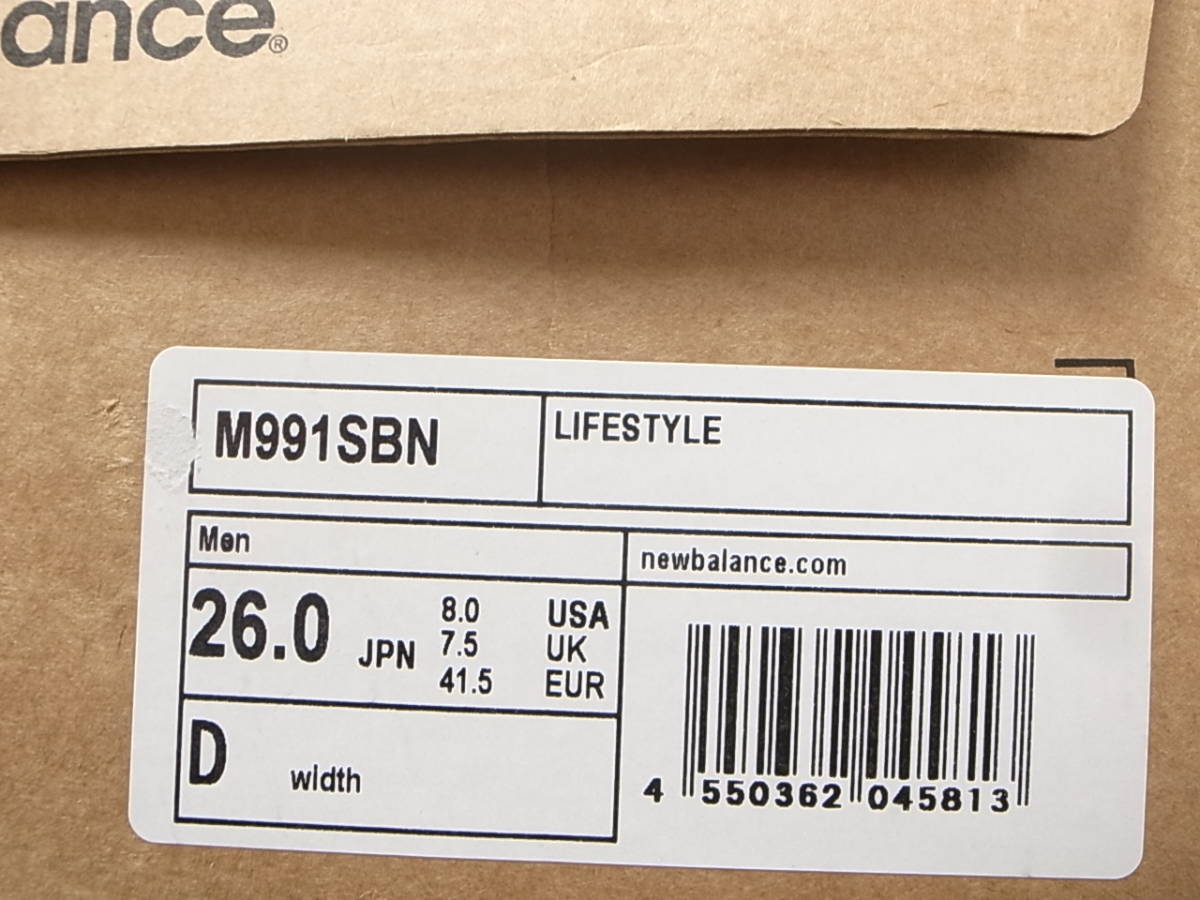 ance®
M991SBN
LIFESTYLE
Men
newbalance.com
26.0 JPN
8.0 USA
7.5 UK
41.5 EUR
D width
4 550362 045813